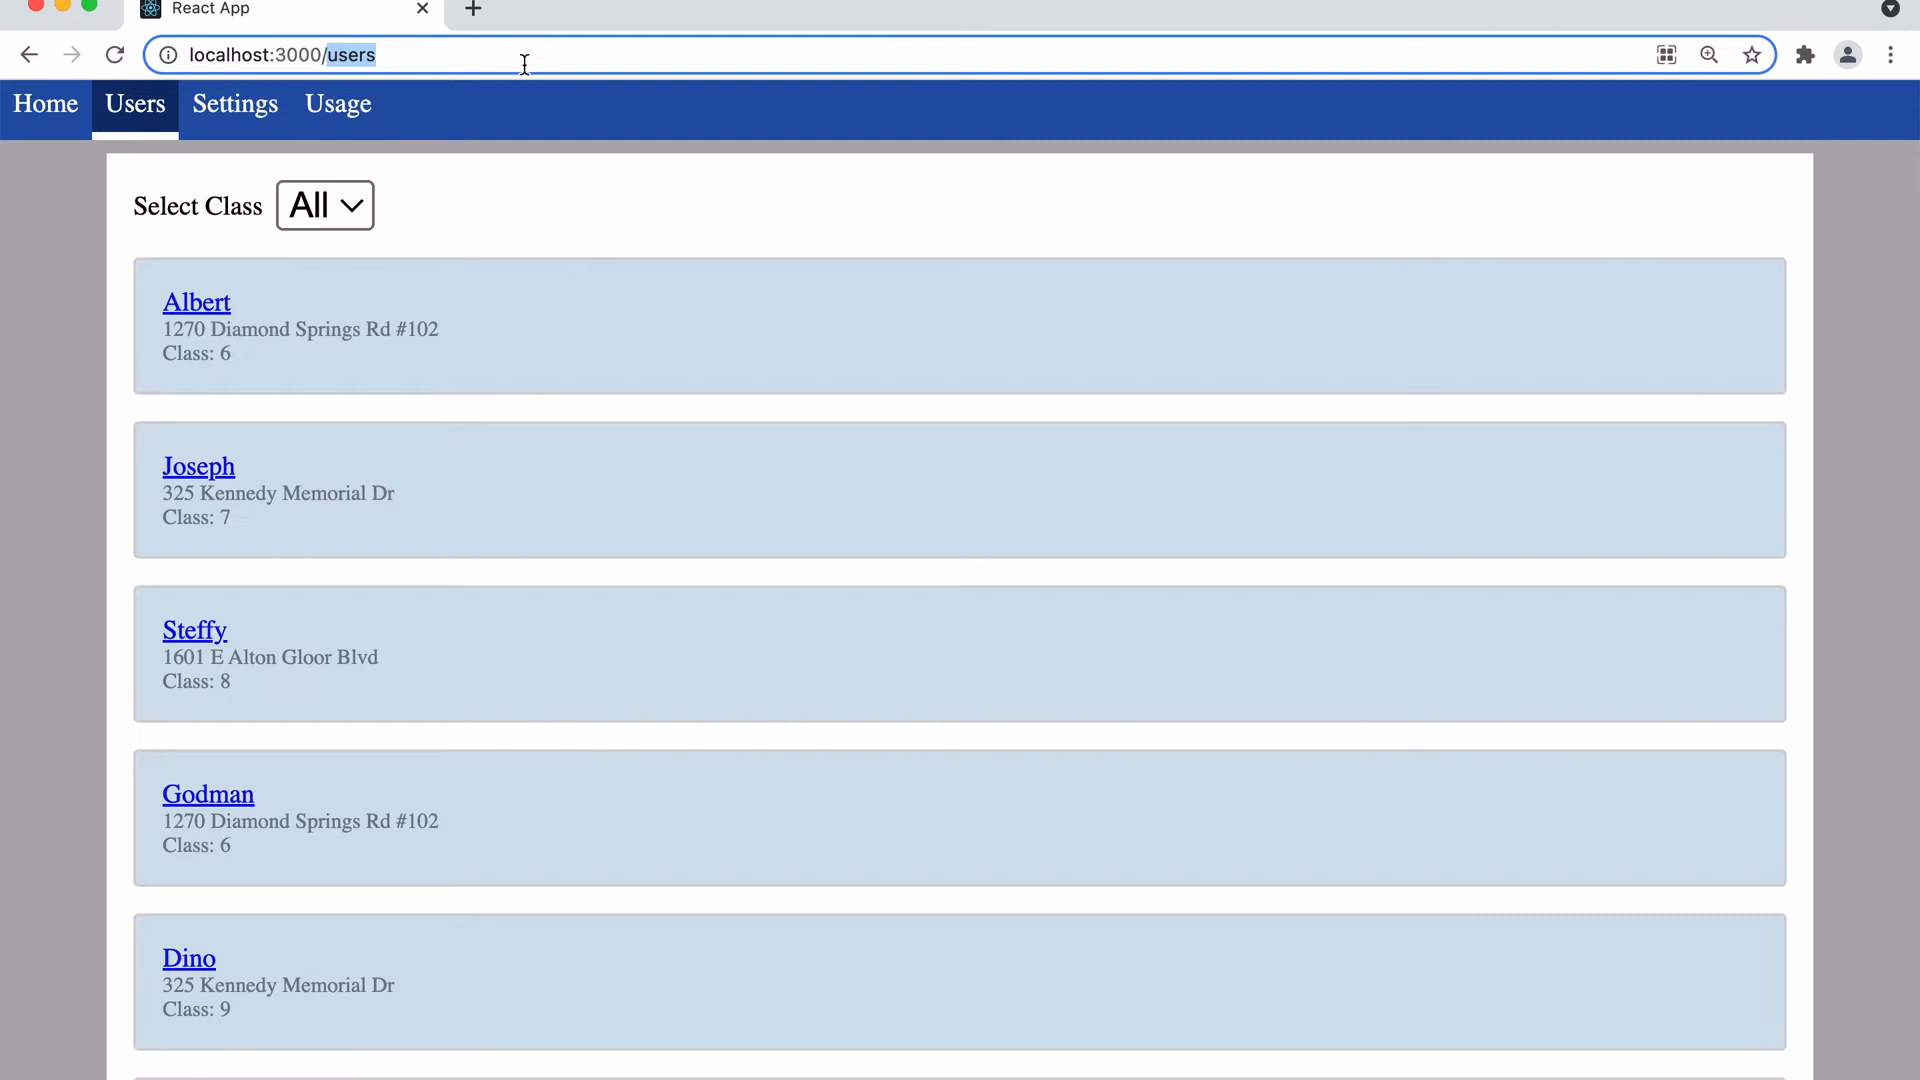 React App
localhost:3000/users
Home Users Settings Usage
Select Class All
Albert
1270 Diamond Springs Rd #102
Class: 6
Joseph
325 Kennedy Memorial Dr
Class: 7
Steffy
1601 E Alton Gloor Blvd
Class: 8
Godman
1270 Diamond Springs Rd #102
Class: 6
Dino
325 Kennedy Memorial Dr
Class: 9